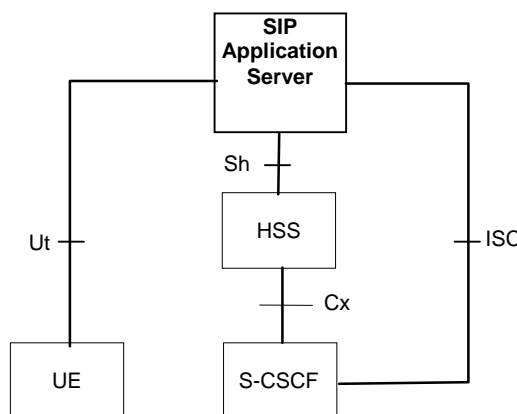 SIP
Application
Server
Sh
Ut
HSS
ISC
Cx
UE
S-CSCF